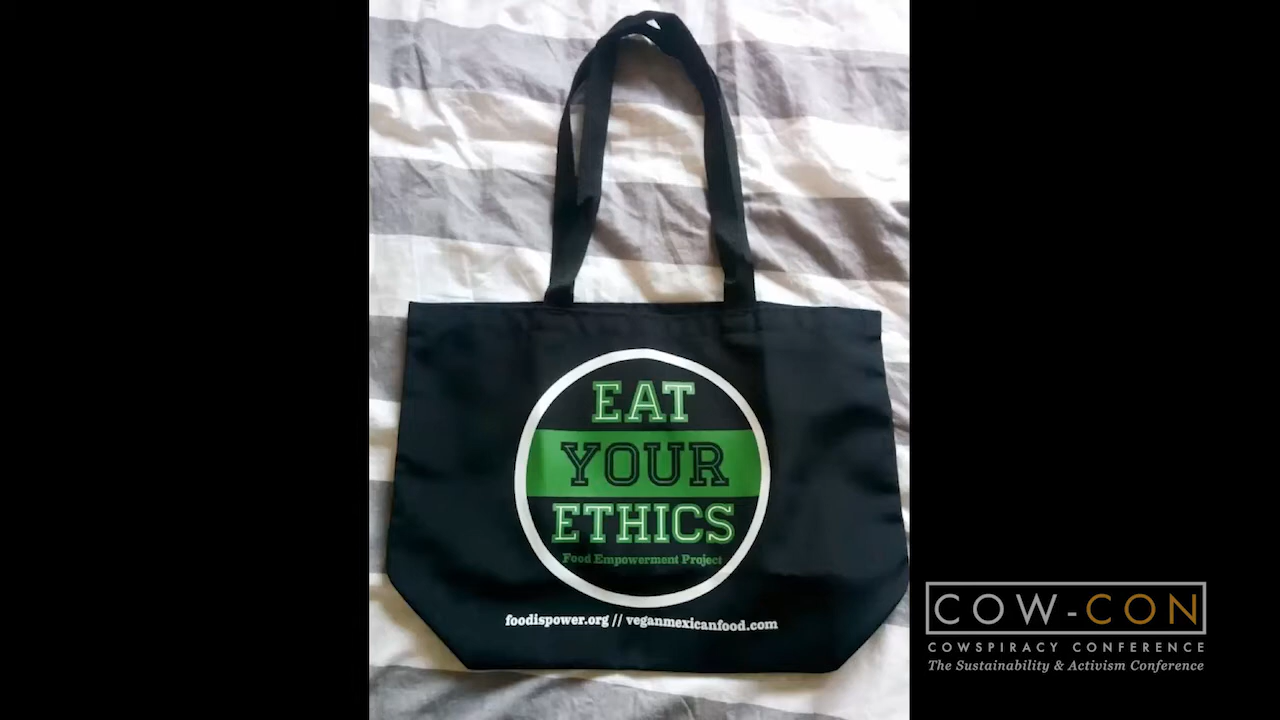 EAT
YOUR
ETHICS
Food Empowerment Project
foodispower.org // veganmexicanfood.com
COW-CON
COWSPIRACY CONFERENCE
The Sustainability & Activism Conference